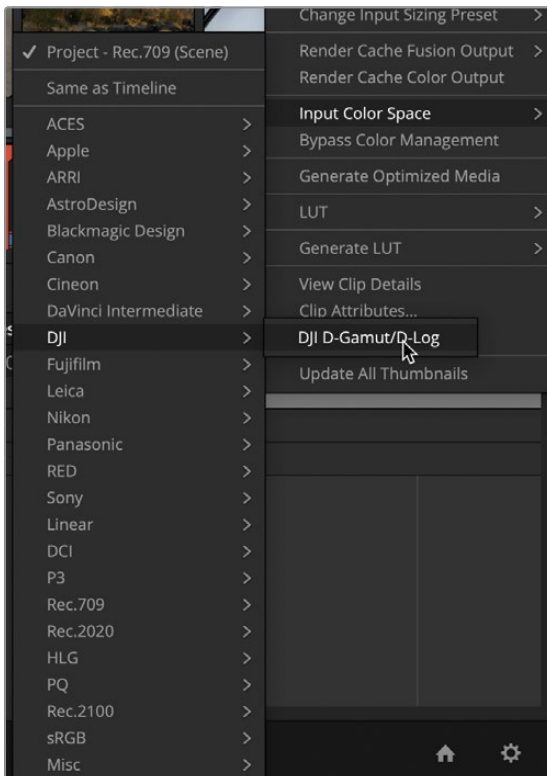 Change Input Sizing Preset
Render Cache Fusion Output
Render Cache Color Output
Input Color Space
Bypass Color Management
Generate Optimized Media
LUT
Generate LUT
View Clip Details
Clip Attributes...
Update All Thumbnails
Project - Rec.709 (Scene)
Same as Timeline
ACES
Apple
ARRI
AstroDesign
Blackmagic Design
Canon
Cineon
DaVinci Intermediate
DJI
Fujifilm
Leica
Nikon
Panasonic
RED
Sony
Linear
DCI
P3
Rec.709
Rec.2020
HLG
PQ
Rec.2100
sRGB
Misc
DJI D-Gamut/D-Log